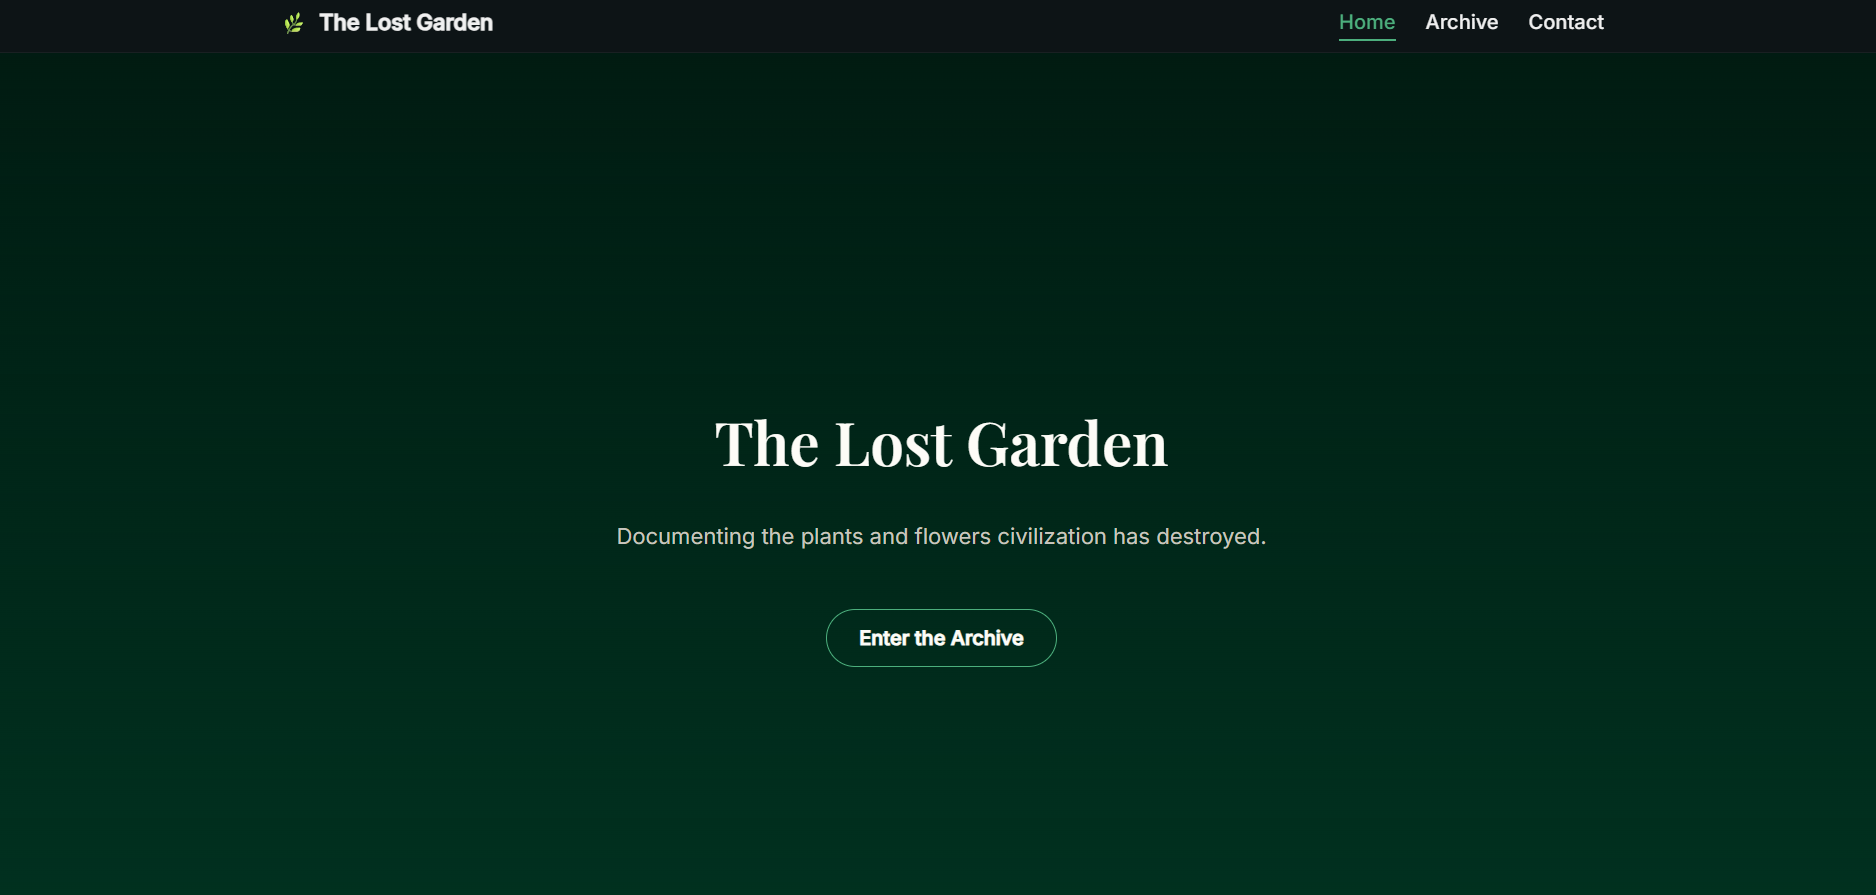 The Lost Garden
Home Archive Contact
The Lost Garden
Documenting the plants and flowers civilization has destroyed.
Enter the Archive